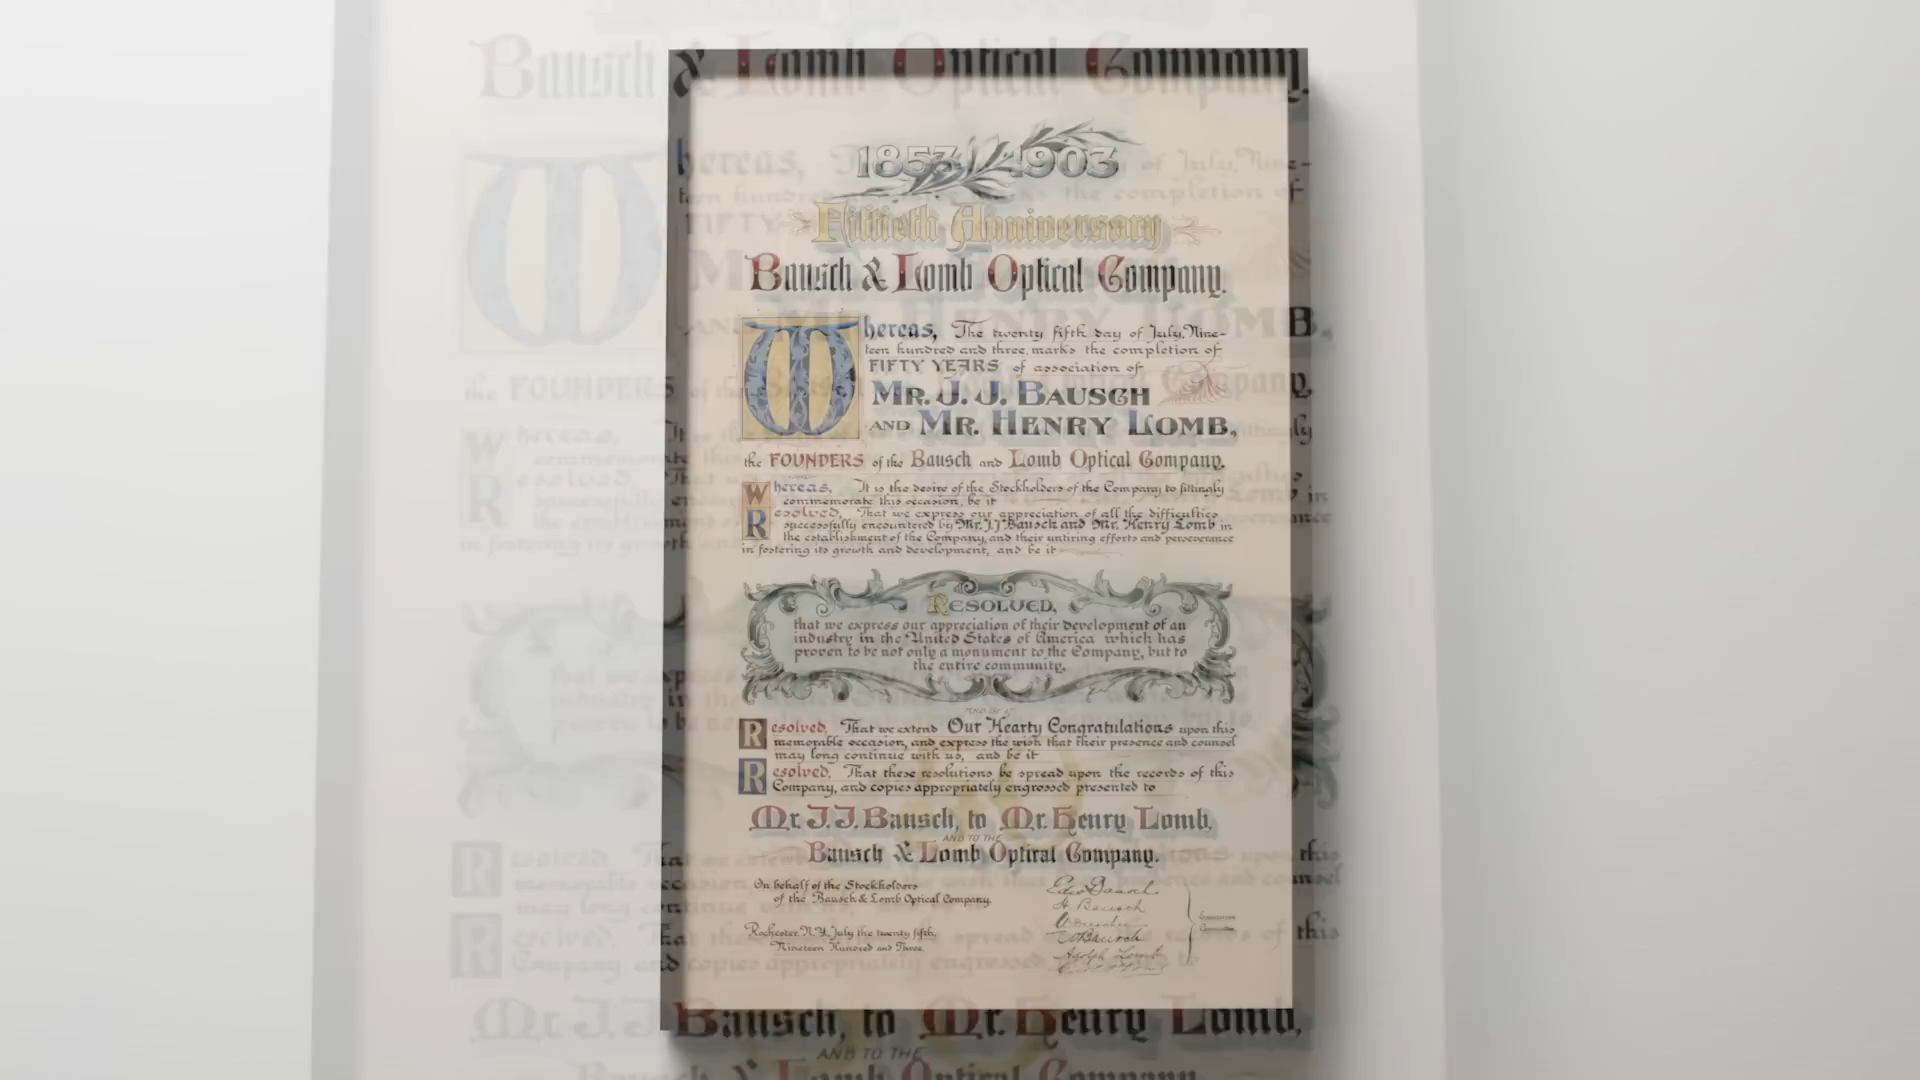 1853 1903
Fiftieth Anniversary
Bausch & Lomb Optical Company.
Whereas, The twenty fifth day of July, Nine-
teen hundred and three, marks the completion of
FIFTY YEARS of association of
MR. J. J. BAUSCH
AND MR. HENRY LOMB,
the FOUNDERS of the Bausch and Lomb Optical Company.
Whereas, It is the desire of the Stockholders of the Company to fittingly
commemorate this occasion, be it
Resolved, That we express our appreciation of all the difficulties
successfully encountered by Mr. J. J. Bausch and Mr. Henry Lomb in
the establishment of the Company, and their untiring efforts and perseverance
in fostering its growth and development, and be it
RESOLVED,
that we express our appreciation of their development of an
industry in the United States of America which has
proven to be not only a monument to the Company, but to
the entire community.
AND BE IT
Resolved, That we extend Our Hearty Congratulations upon this
memorable occasion, and express the wish that their presence and counsel
may long continue with us, and be it
Resolved, That these resolutions be spread upon the records of this
Company, and copies appropriately engrossed presented to
Mr. J. J. Bausch, to Mr. Henry Lomb,
AND TO THE
Bausch & Lomb Optical Company.
On behalf of the Stockholders
of the Bausch & Lomb Optical Company.
Rochester, N.Y. July the twenty fifth,
Nineteen Hundred and Three.
Edw Bausch
H. Bausch
W Bausch
Adolph Lomb